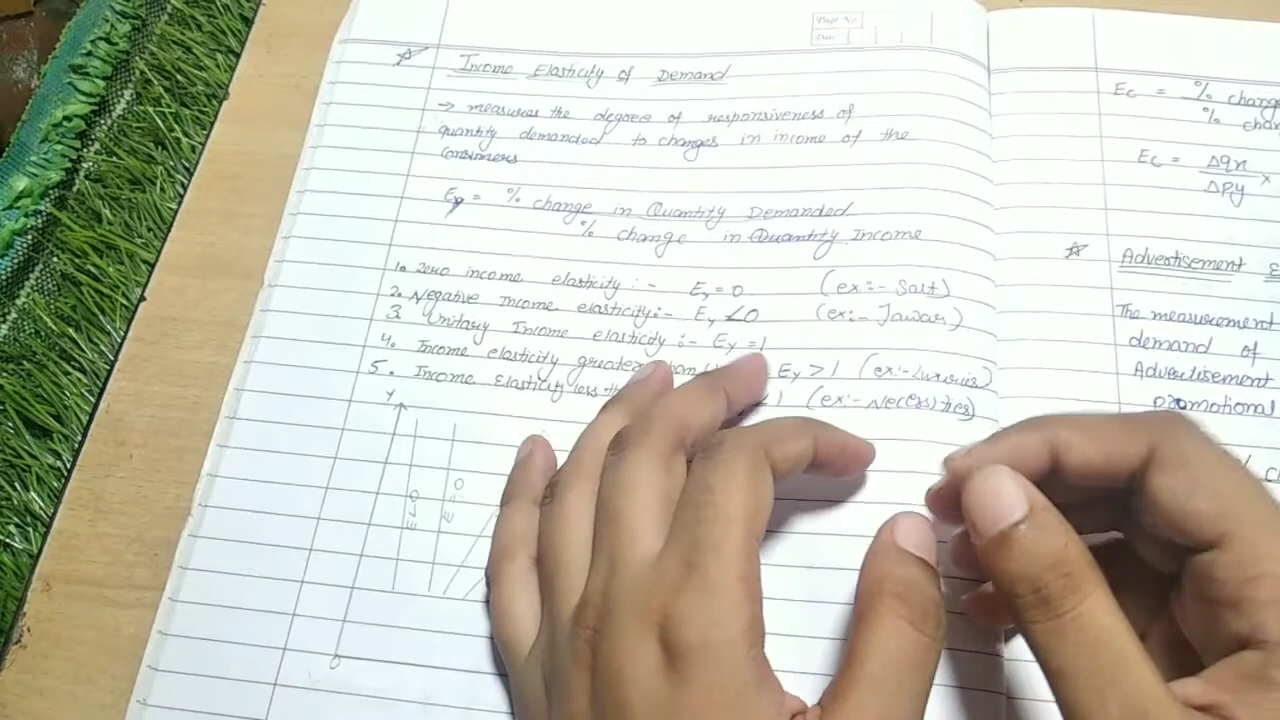 Page No
Date
Income Elasticity of Demand
→ measures the degree of responsiveness of
quantity demanded to changes in income of the
Consumers
Ey = % change in Quantity Demanded
% change in Quantity Income
1. Zero income elasticity :- Ey = 0 (ex:- Salt)
2. Negative Income elasticity:- Ey <0 (ex:- Jawar)
3. Unitary Income elasticity :- Ey =1
4. Income elasticity greater Ey > 1 (ex:- Luxuries)
5. Income Elasticity less 1 (ex:- Necessities)
Y
E<0
E=0
O
Ec = % change
%
Ec = Δqx ×
ΔPy
Advertisement
The measurement
demand of
Advertisement
promotional